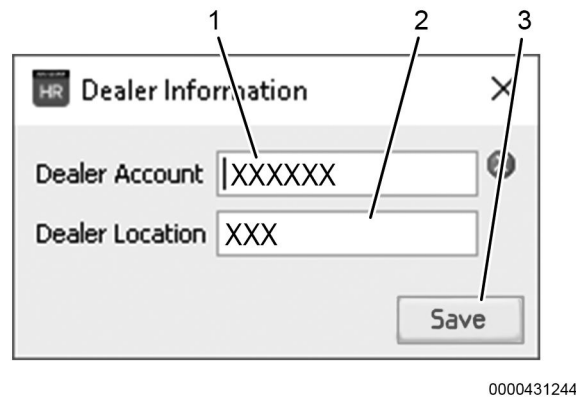 1 2 3
HR Dealer Information
Dealer Account XXXXXX
Dealer Location XXX
Save
0000431244